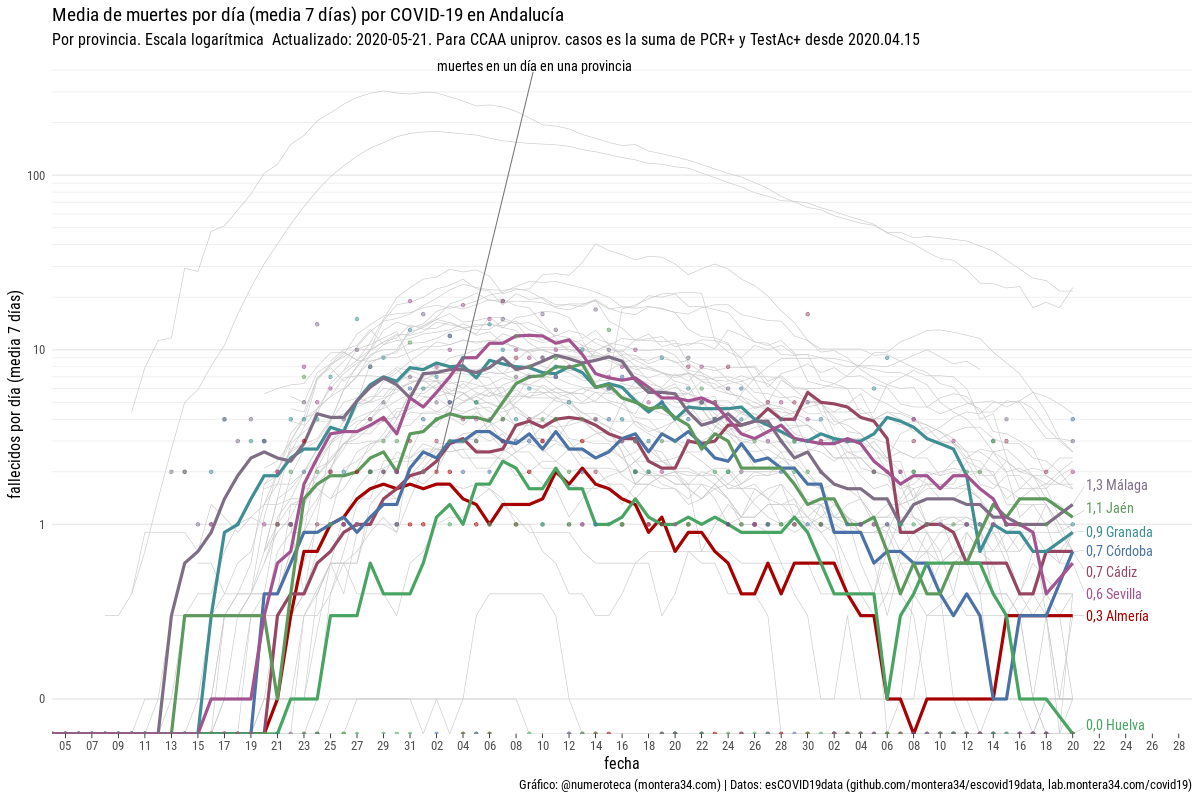 Media de muertes por día (media 7 días) por COVID-19 en Andalucía
Por provincia. Escala logarítmica  Actualizado: 2020-05-21. Para CCAA uniprov. casos es la suma de PCR+ y TestAc+ desde 2020.04.15
muertes en un día en una provincia
fallecidos por día (media  7 días)
100
10
1
0
1,3 Málaga
1,1 Jaén
0,9 Granada
0,7 Córdoba
0,7 Cádiz
0,6 Sevilla
0,3 Almería
0,0 Huelva
05 07 09 11 13 15 17 19 21 23 25 27 29 31 02 04 06 08 10 12 14 16 18 20 22 24 26 28 30 02 04 06 08 10 12 14 16 18 20 22 24 26 28
fecha
Gráfico: @numeroteca (montera34.com) | Datos: esCOVID19data (github.com/montera34/escovid19data, lab.montera34.com/covid19)